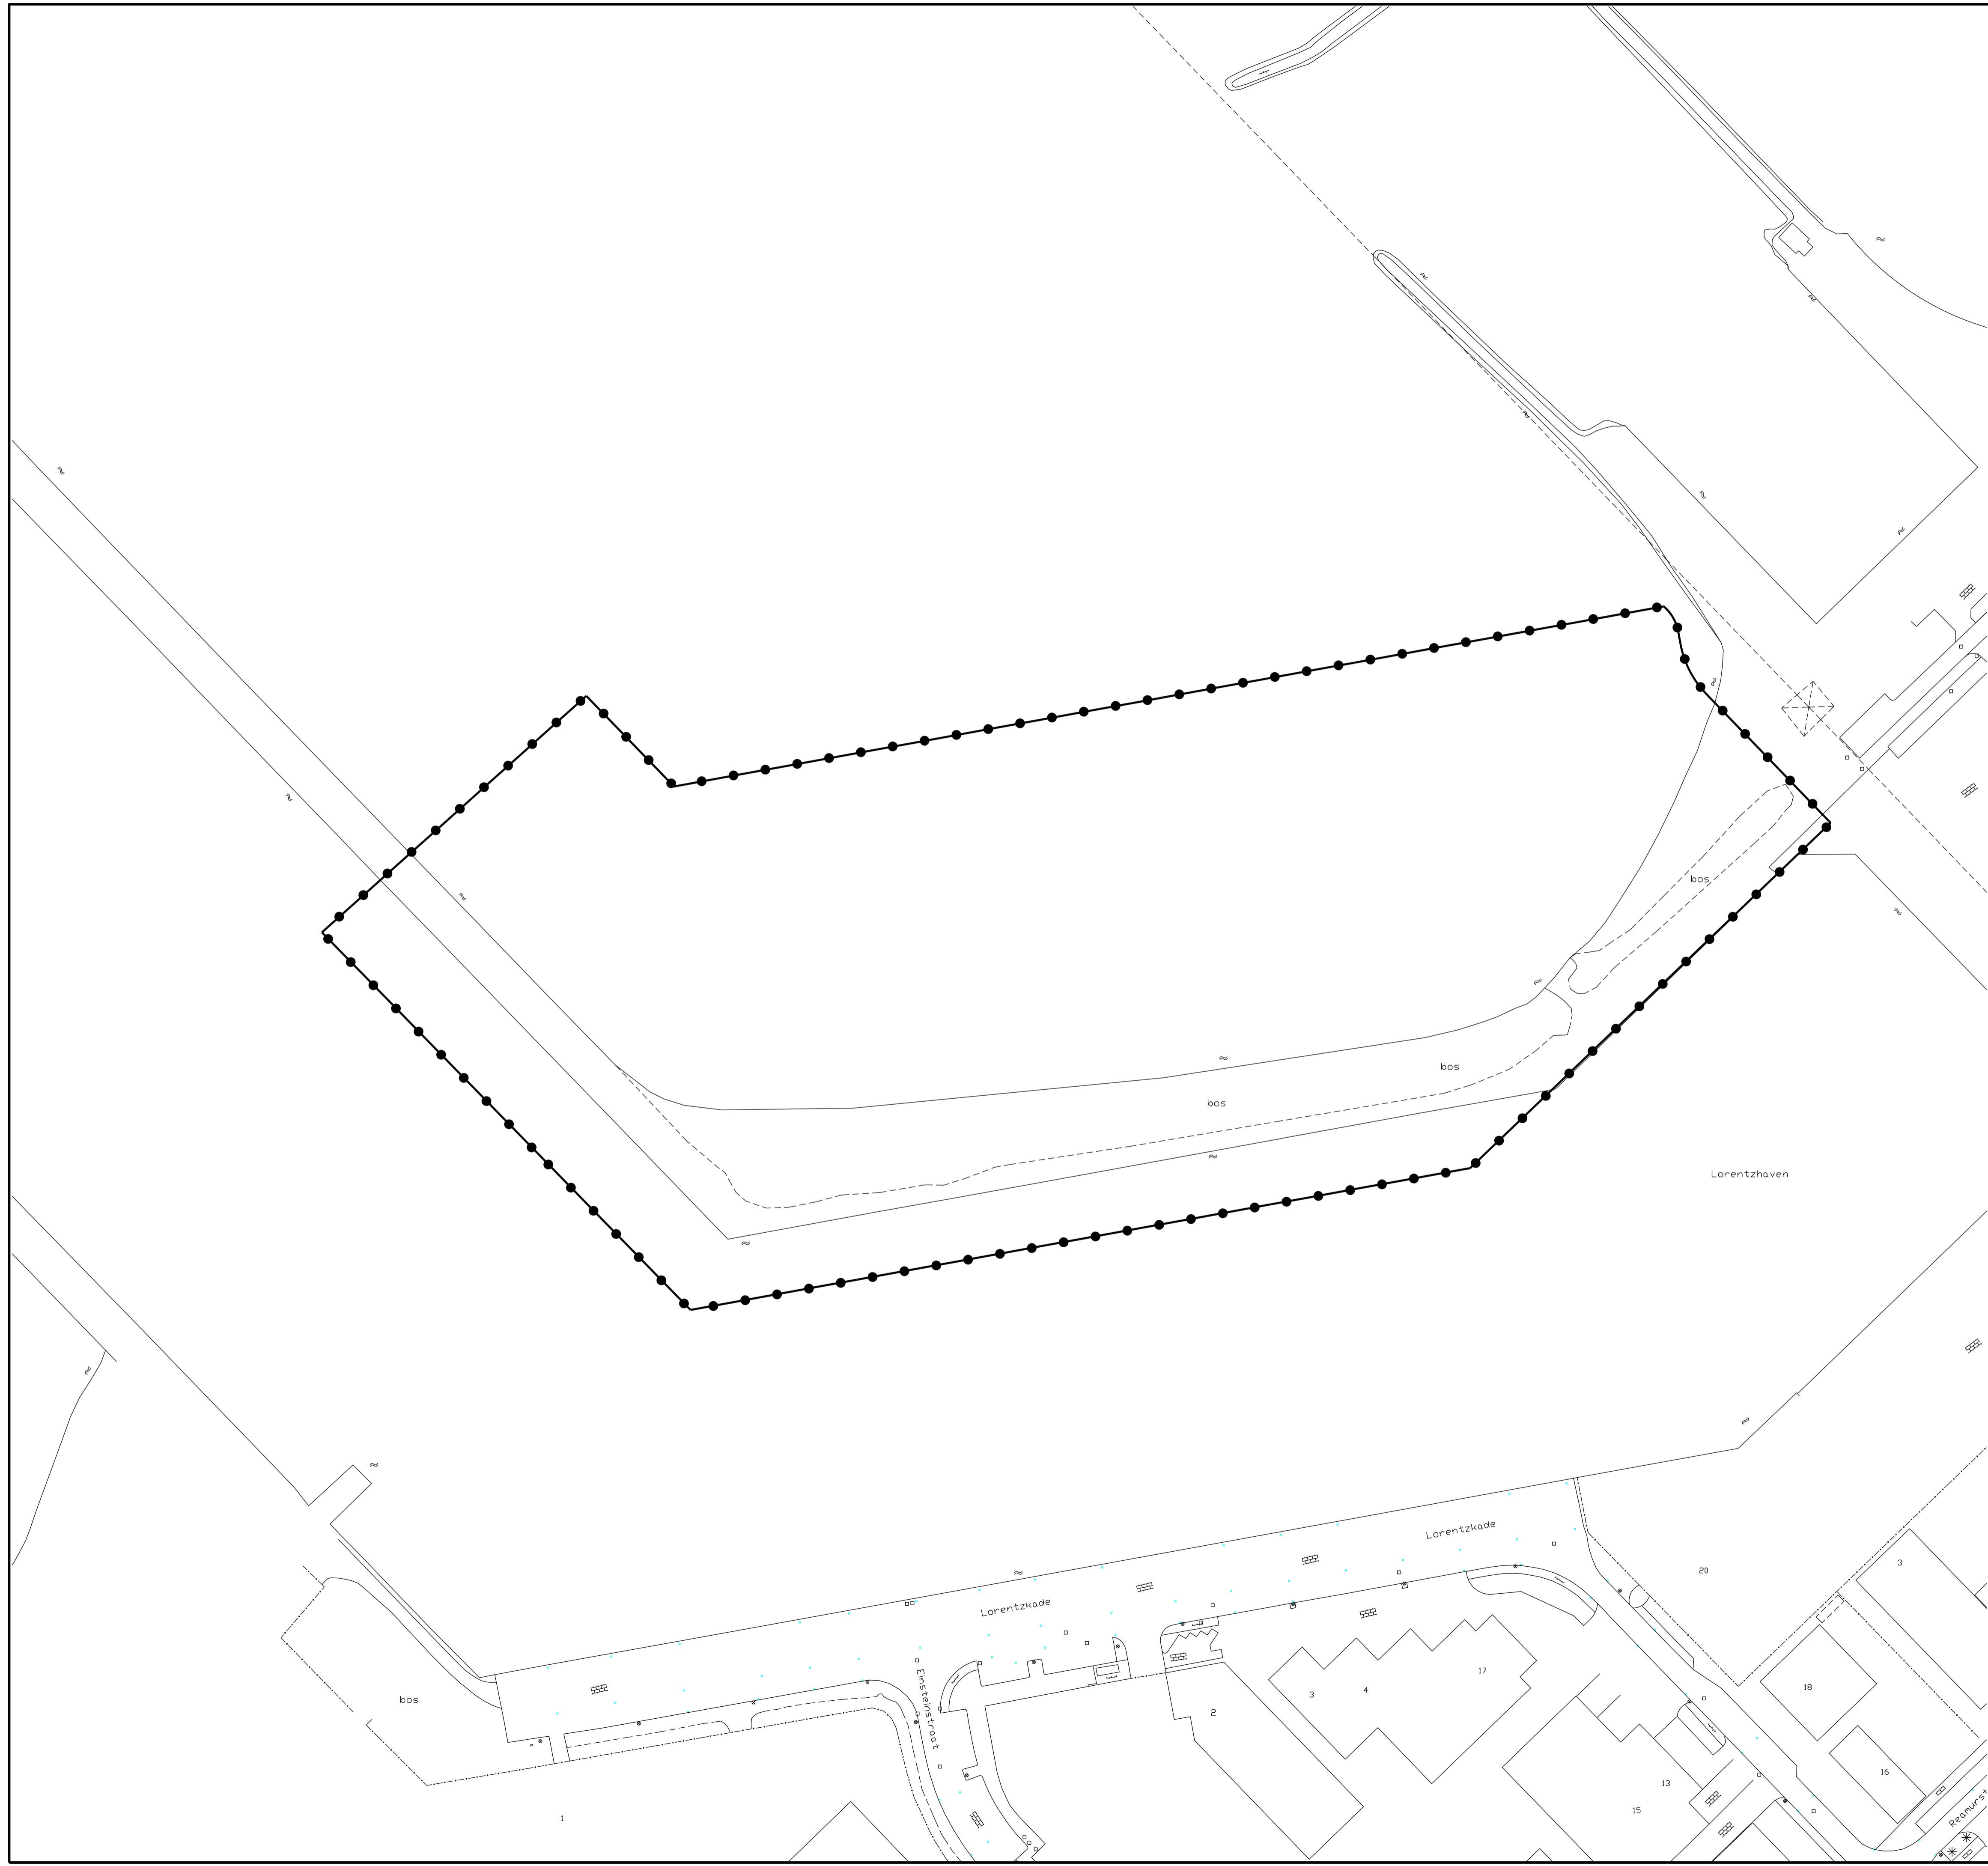 bos
bos
bos
Lorentzhaven
Lorentzkade
20
3
Lorentzkade
17
3
4
18
bos
Einsteinstraat
2
16
13
15
1
Reamurst